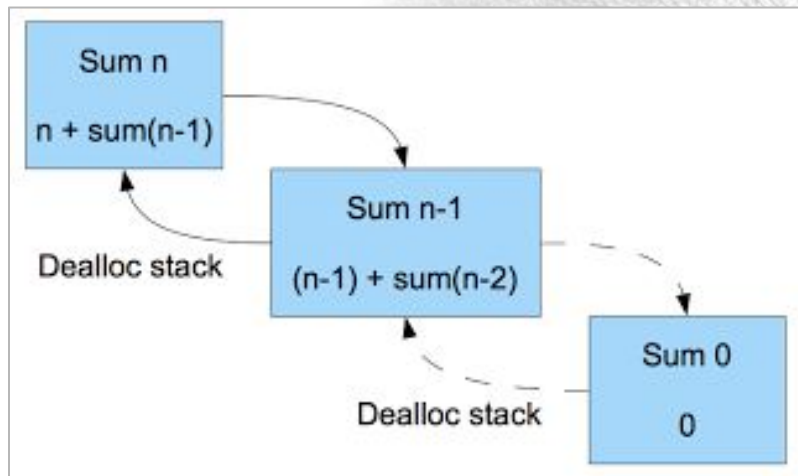 Sum n
n + sum(n-1)
Sum n-1
Dealloc stack
(n-1) + sum(n-2)
Sum 0
Dealloc stack
0